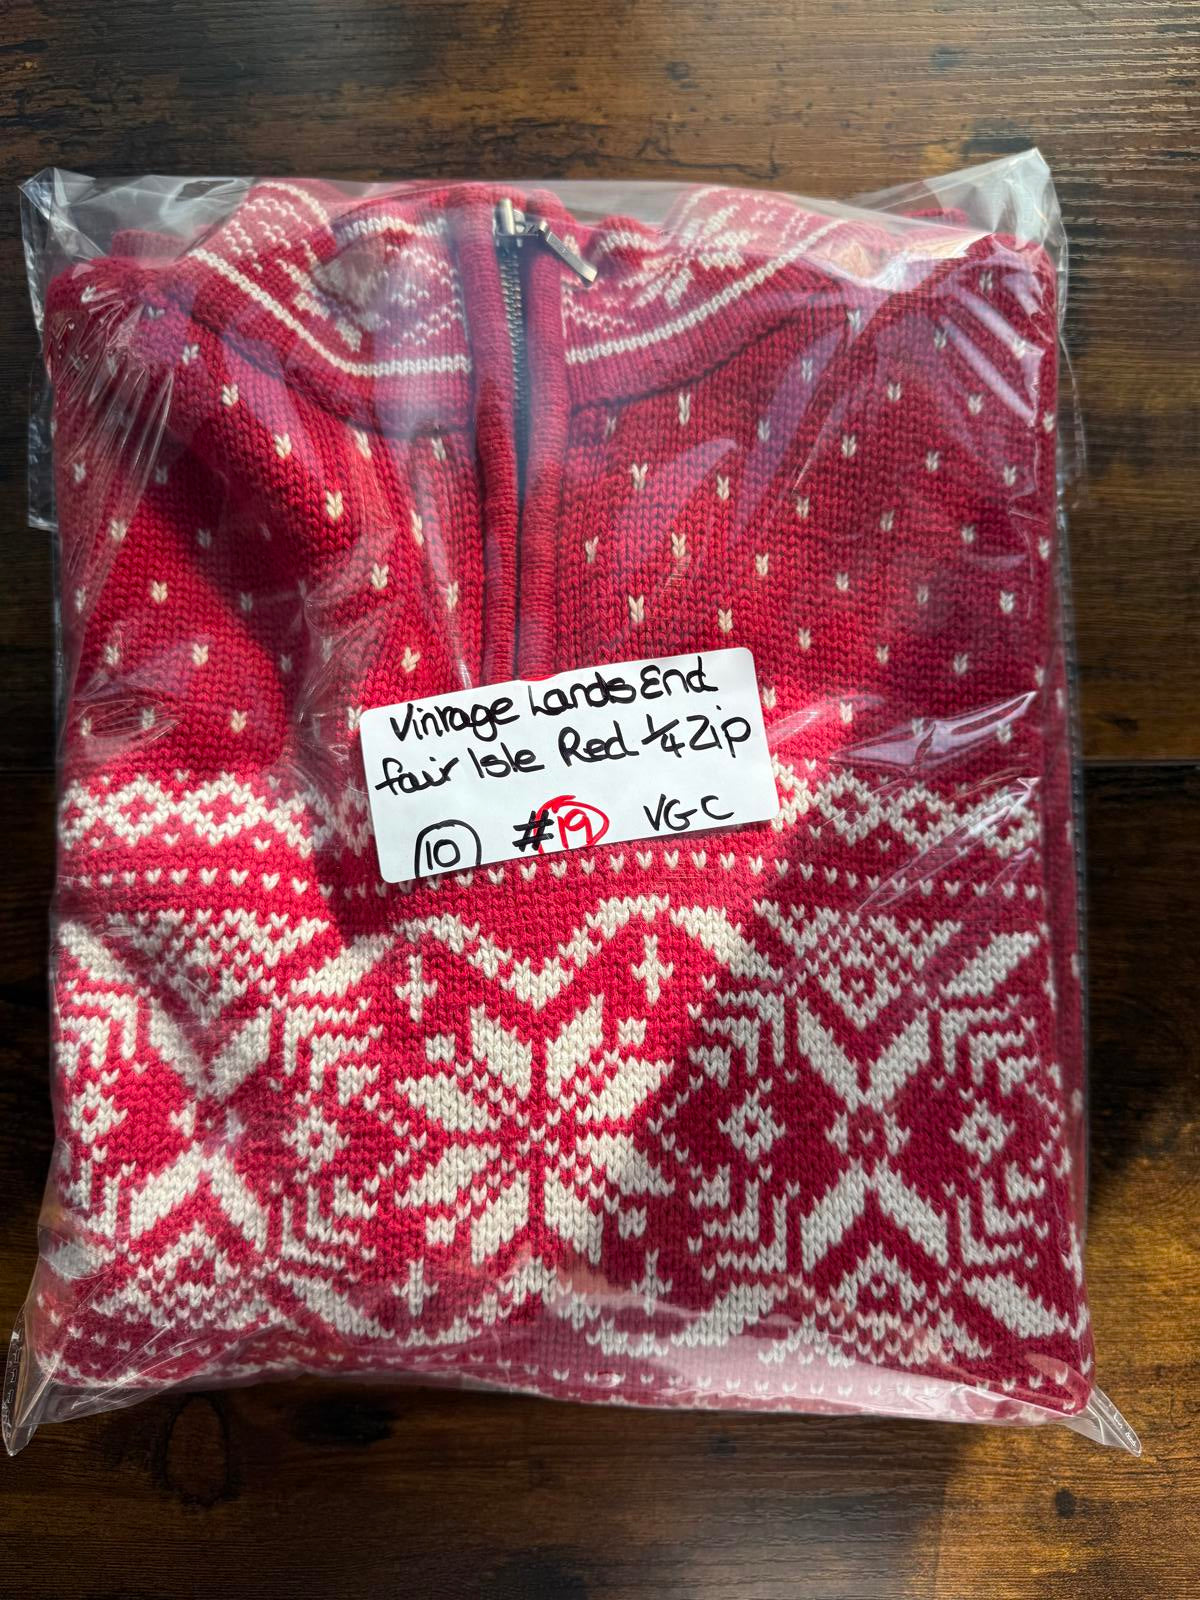 Vintage Lands End
fair Isle Red 1/4 Zip
10 #19 VGC